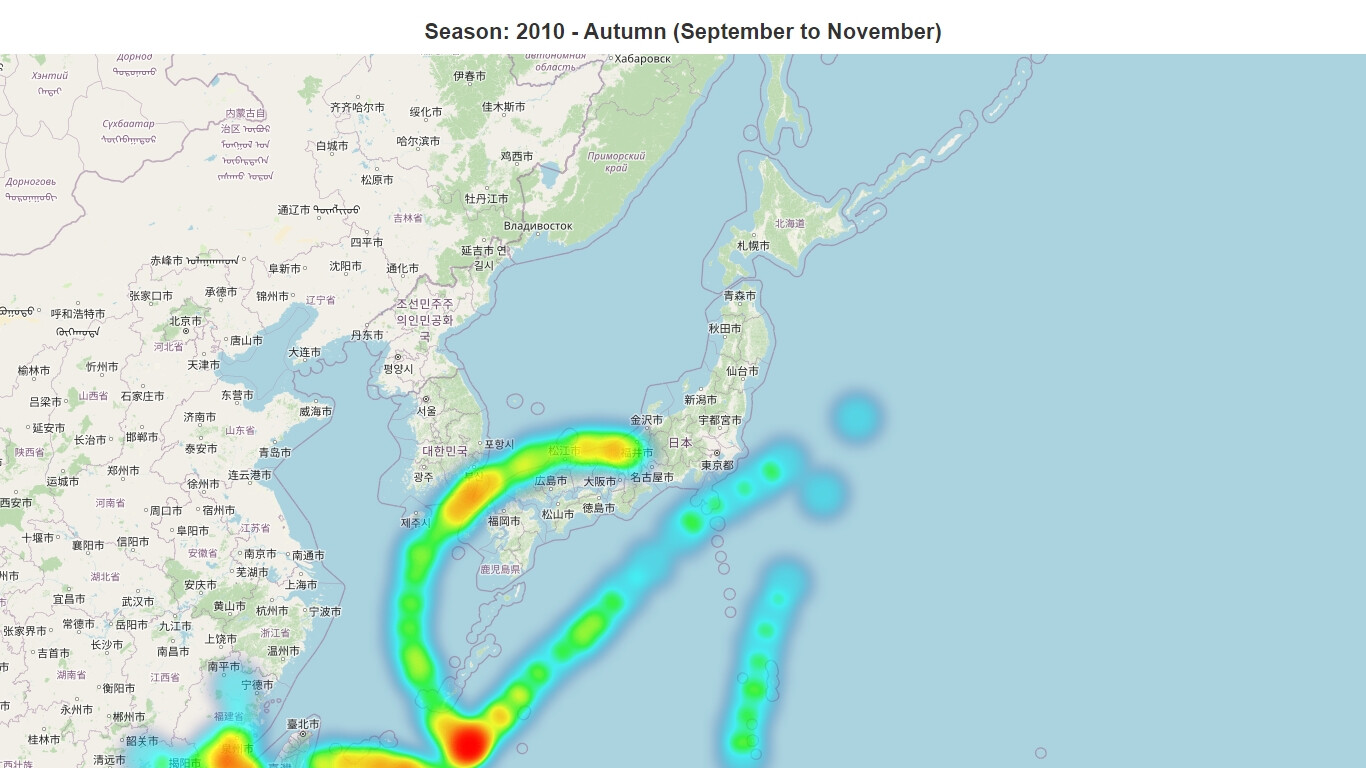 Season: 2010 - Autumn (September to November)
автономная
область
Хабаровск
Дорнод
Хэнтий
伊春市
齐齐哈尔市
绥化市
佳木斯市
内蒙古自
治区
Сүхбаатар
白城市
哈尔滨市
鸡西市
Приморский
край
松原市
Дорноговь
牡丹江市
通辽市
吉林省
Владивосток
北海道
四平市
延吉市 연
길시
札幌市
赤峰市
阜新市
沈阳市
通化市
张家口市
承德市
锦州市
辽宁省
조선민주주
의인민공화
국
青森市
呼和浩特市
北京市
丹东市
秋田市
河北省
唐山市
大连市
天津市
평양시
榆林市
忻州市
仙台市
山西省
石家庄市
东营市
吕梁市
威海市
서울
新潟市
济南市
金沢市
宇都宮市
延安市
长治市
邯郸市
山东省
포항시
日本
陕西省
泰安市
青岛市
대한민국
松江市
福井市
東京都
运城市
郑州市
连云港市
광주
부산
広島市
大阪市
名古屋市
徐州市
西安市
河南省
周口市
宿州市
제주시
福岡市
松山市
徳島市
十堰市
阜阳市
江苏省
襄阳市
信阳市
安徽省
南京市
南通市
鹿児島県
州市
湖北省
芜湖市
安庆市
上海市
宜昌市
武汉市
黄山市
杭州市
宁波市
张家界市
常德市
岳阳市
九江市
浙江省
长沙市
上饶市
吉首市
南昌市
温州市
湖南省
江西省
南平市
宁德市
衡阳市
永州市
郴州市
福建省
臺北市
桂林市
韶关市
泉州市
清远市
揭阳市